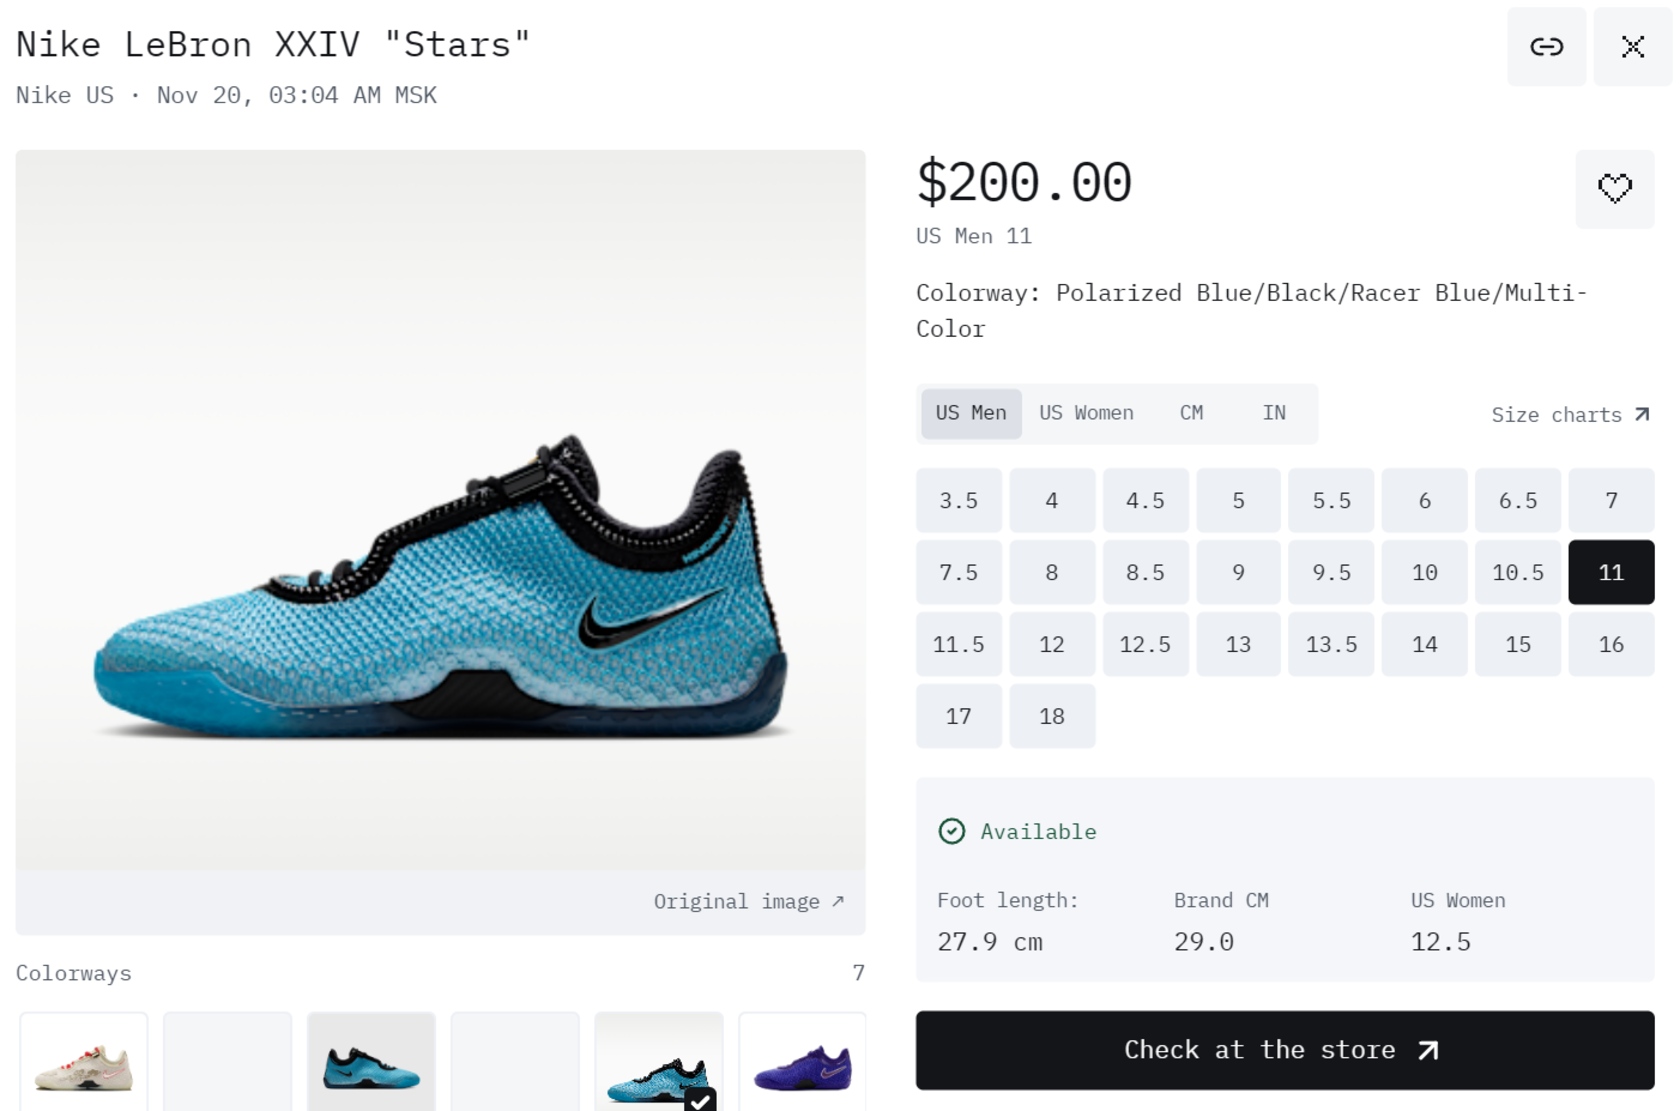 Nike LeBron XXIV "Stars"
Nike US · Nov 20, 03:04 AM MSK
$200.00
US Men 11
Colorway: Polarized Blue/Black/Racer Blue/Multi-
Color
US Men US Women CM IN
Size charts ↗
3.5 4 4.5 5 5.5 6 6.5 7
7.5 8 8.5 9 9.5 10 10.5 11
11.5 12 12.5 13 13.5 14 15 16
17 18
Available
Foot length: Brand CM US Women
27.9 cm 29.0 12.5
Check at the store ↗
Original image ↗
Colorways 7